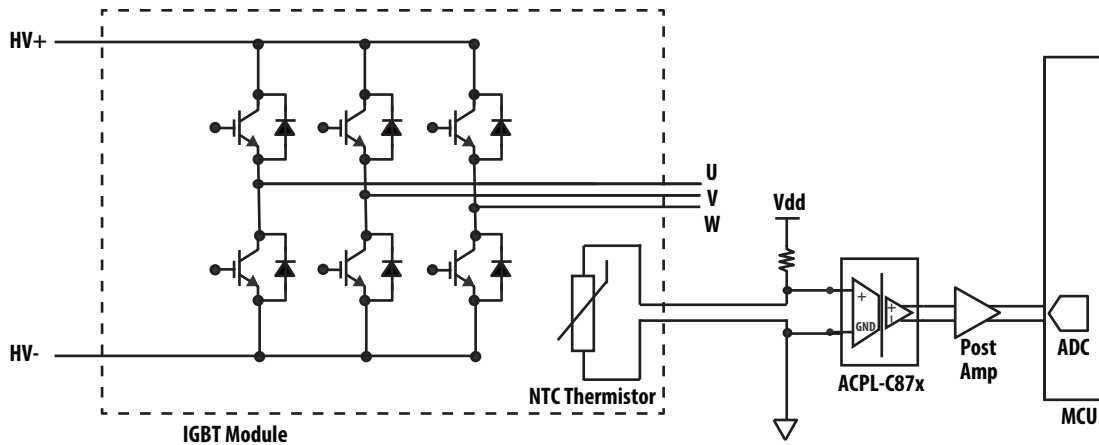 HV+
U
V
W
Vdd
+
GND
+
–
ADC
Post
Amp
ACPL-C87x
HV-
NTC Thermistor
MCU
IGBT Module